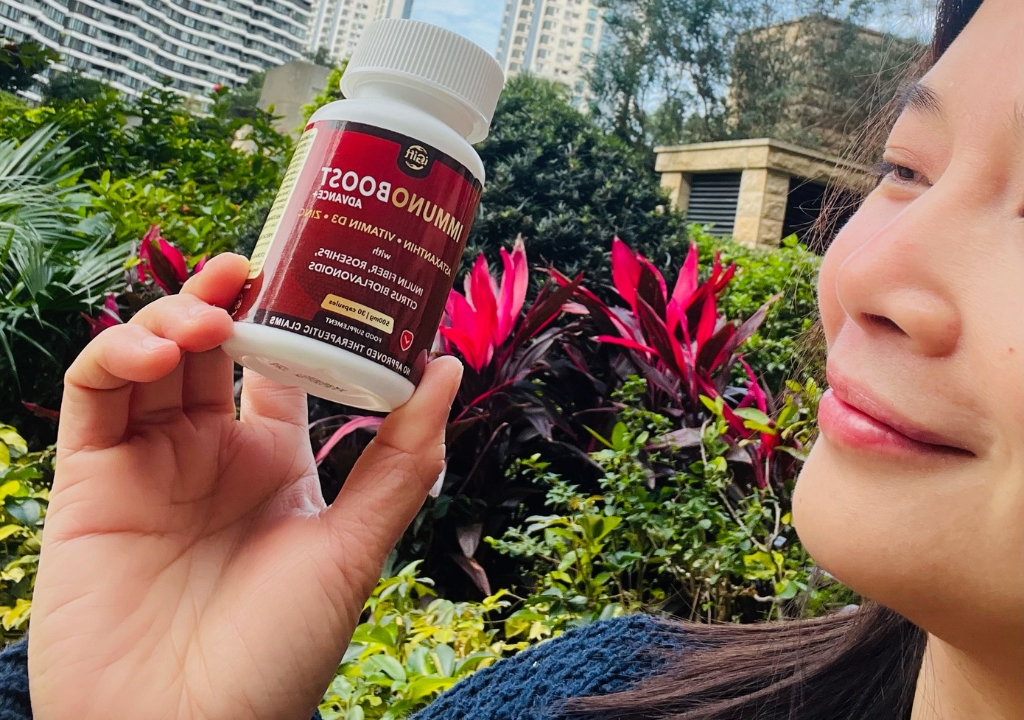 iGift
IMMUNOBOOST
ADVANCE+
ASTAXANTHIN • VITAMIN D3 • ZINC
with
INULIN FIBER, ROSEHIPS,
CITRUS BIOFLAVONOIDS
500mg | 30 capsules
FOOD SUPPLEMENT
NO APPROVED THERAPEUTIC CLAIMS